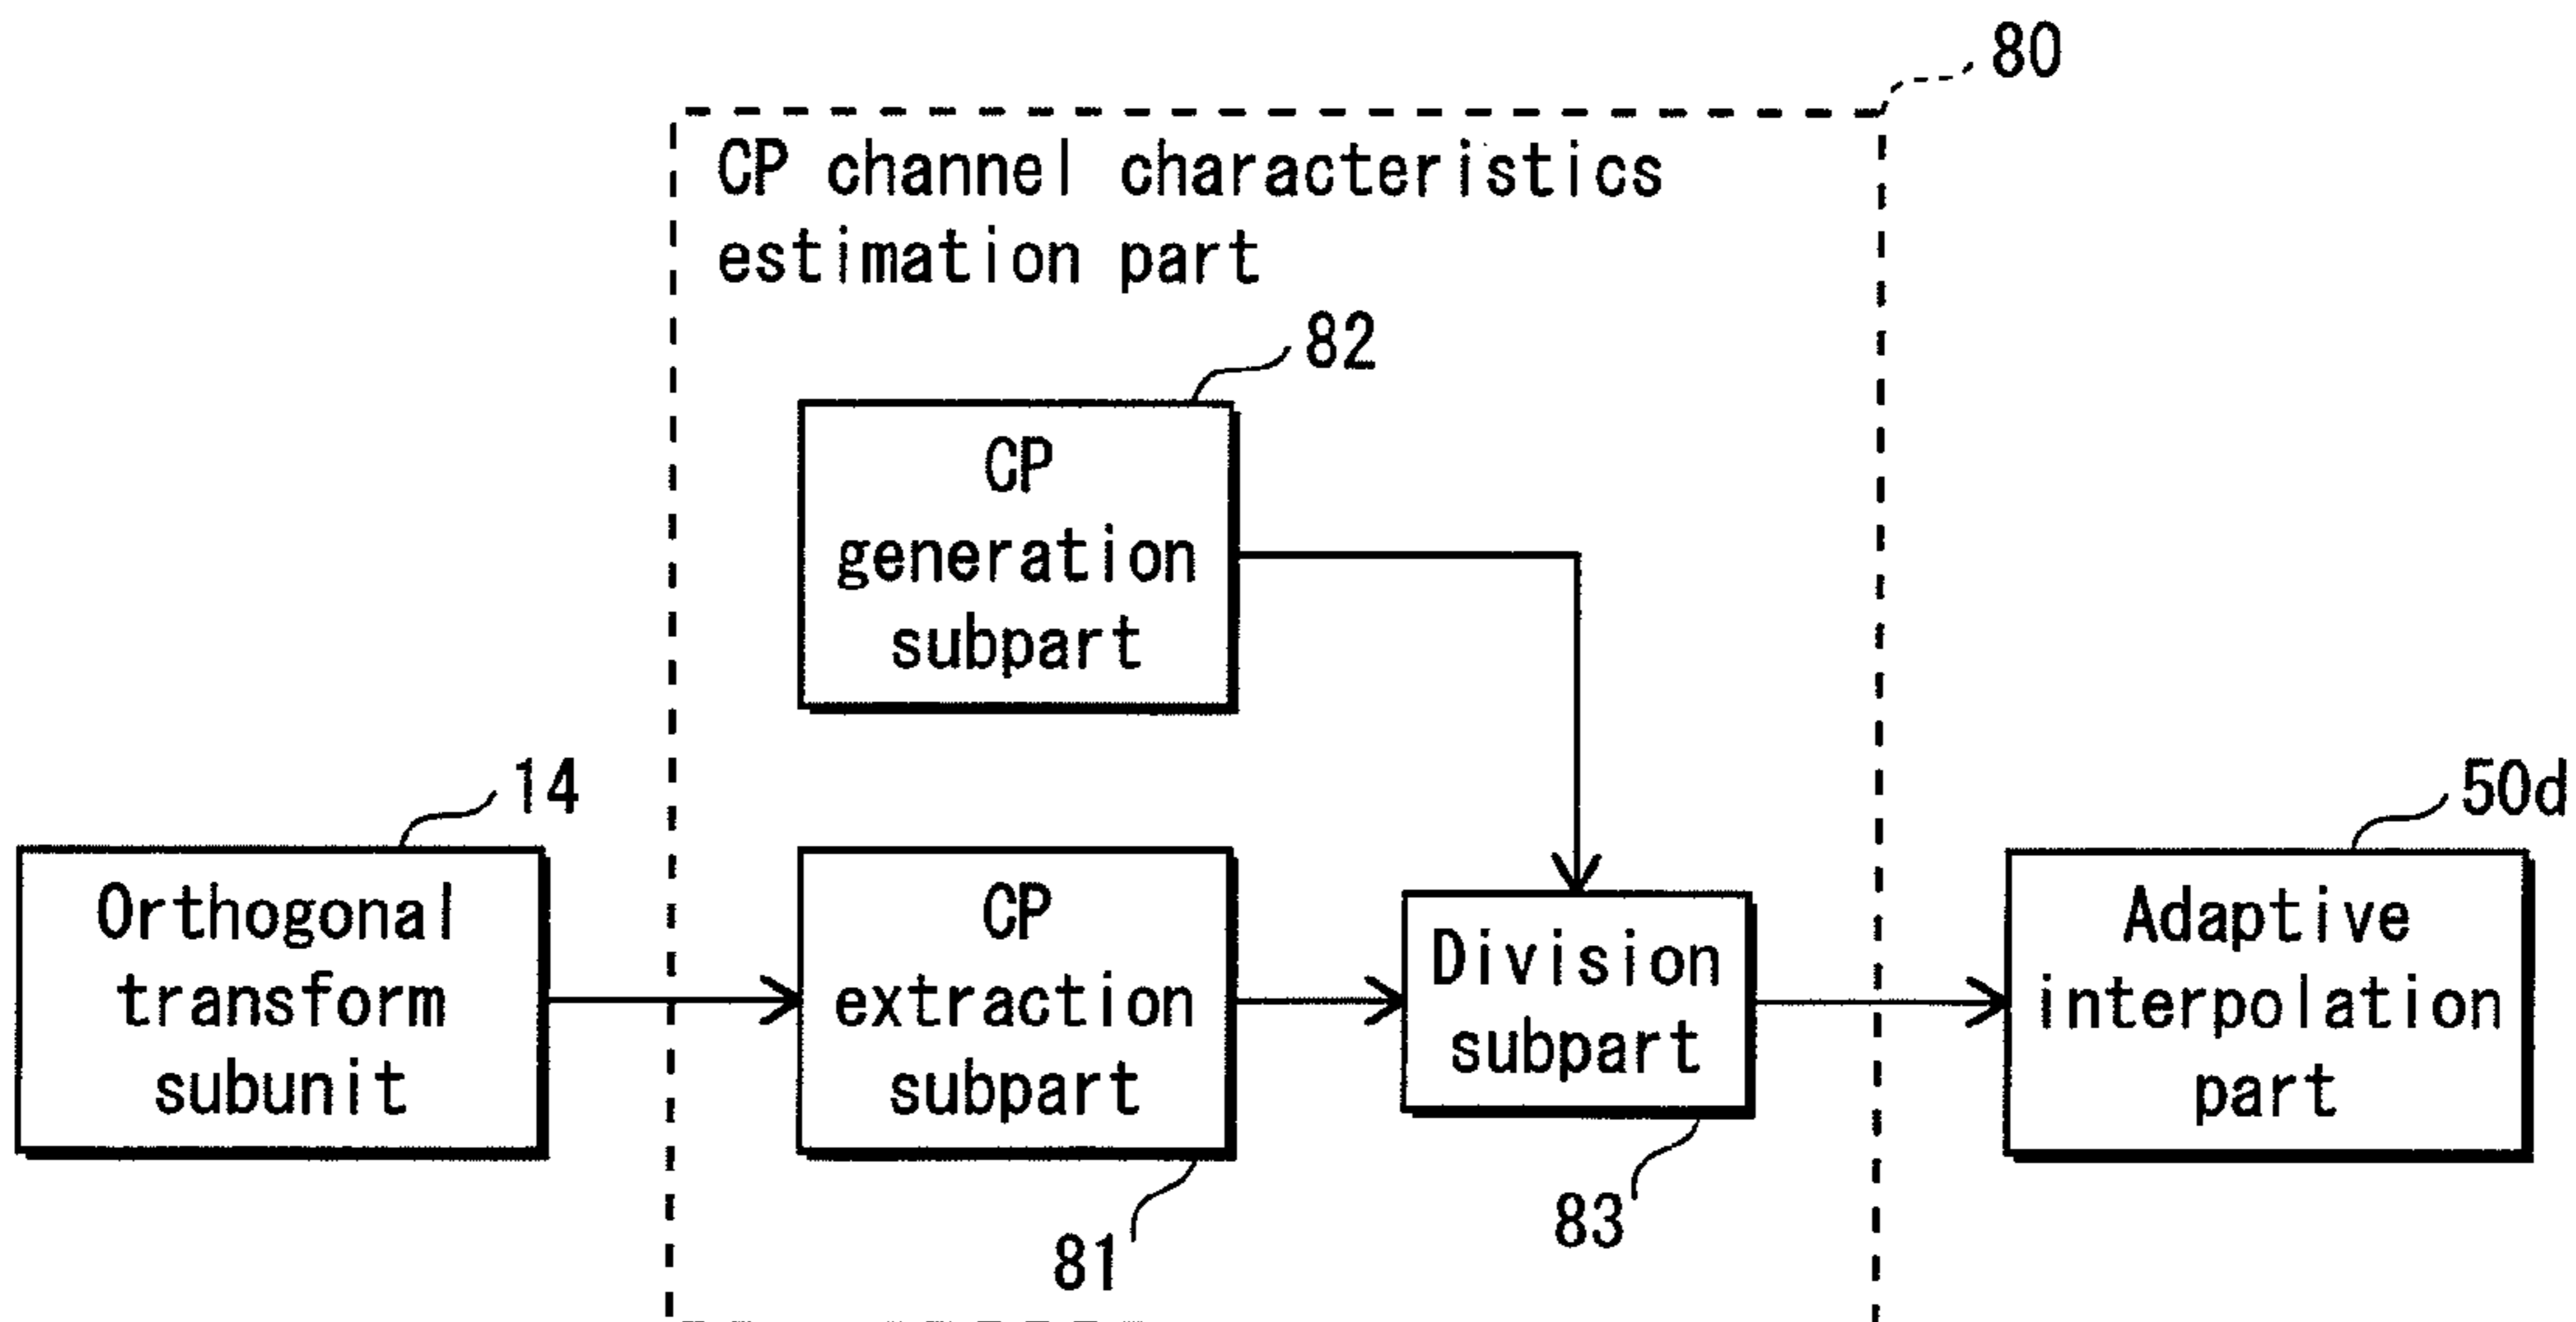 80
CP channel characteristics
estimation part
82
CP
generation
subpart
14
Orthogonal
transform
subunit
CP
extraction
subpart
81
Division
subpart
83
50d
Adaptive
interpolation
part